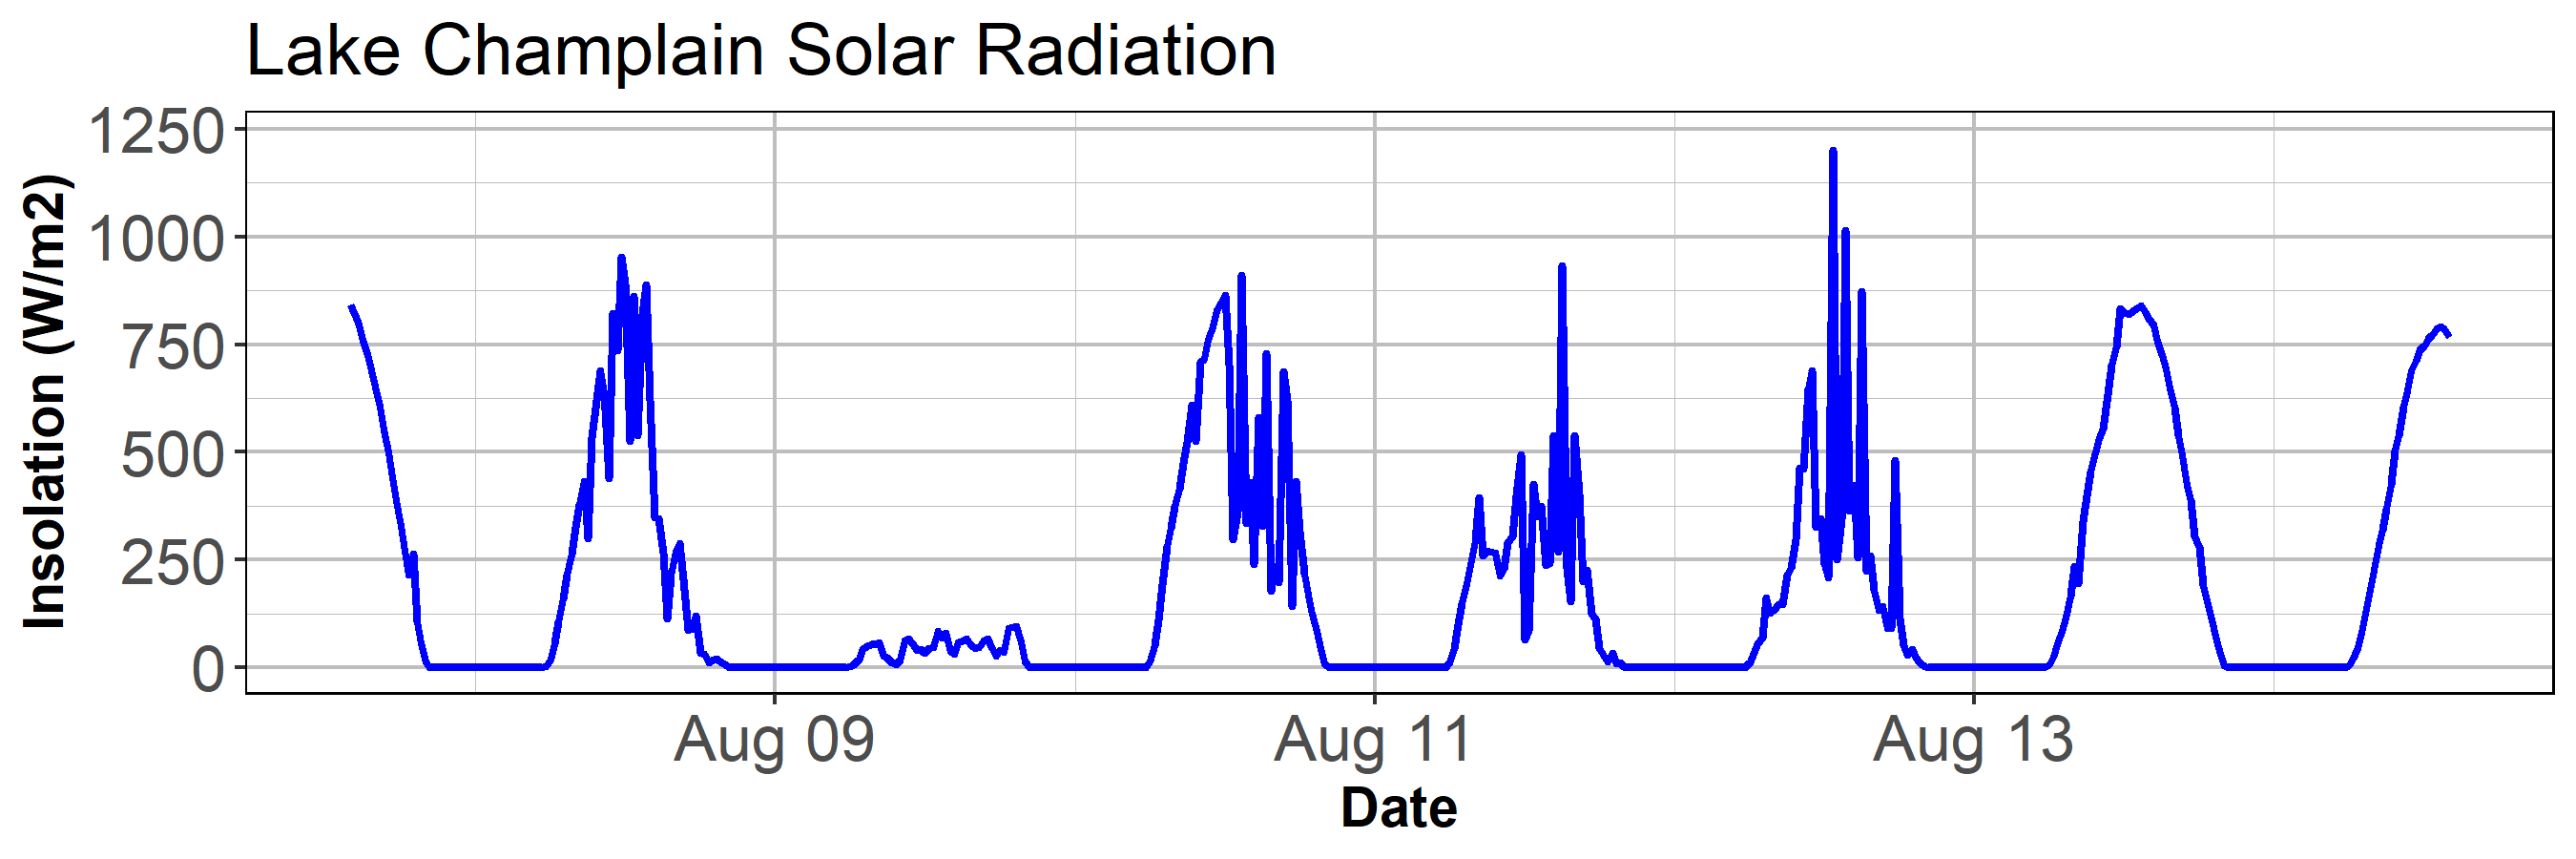 Lake Champlain Solar Radiation
Insolation (W/m2)
1250
1000
750
500
250
0
Aug 09 Aug 11 Aug 13
Date